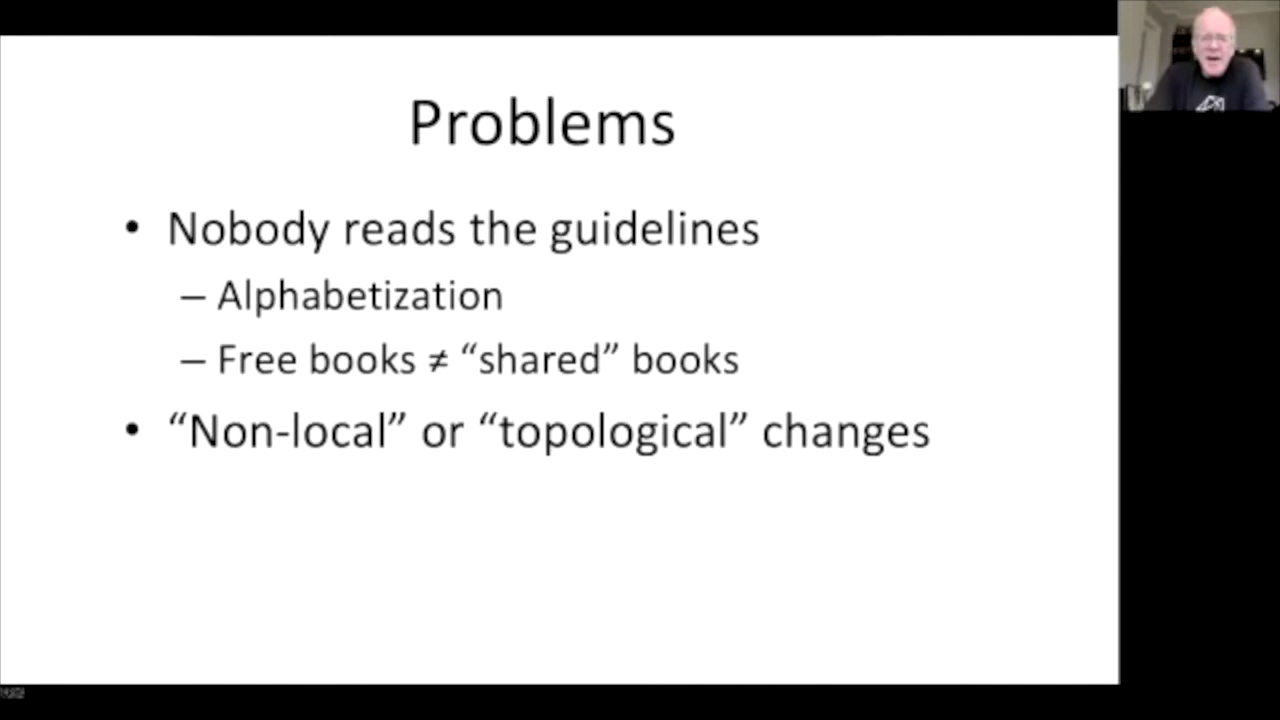 Problems
• Nobody reads the guidelines
– Alphabetization
– Free books ≠ “shared” books
• “Non-local” or “topological” changes